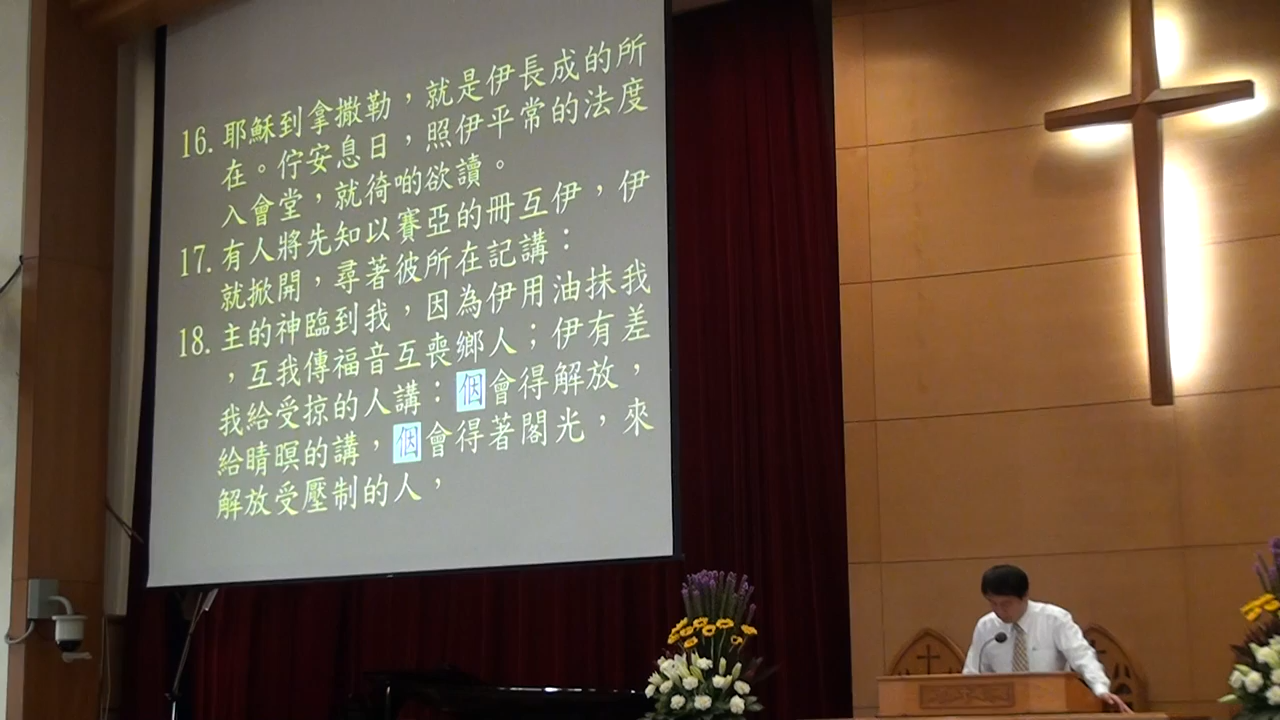 16. 耶穌到拿撒勒，就是伊長成的所
在。佇安息日，照伊平常的法度
入會堂，就徛啲欲讀。
17. 有人將先知以賽亞的冊互伊，伊
就掀開，尋著彼所在記講：
18. 主的神臨到我，因為伊用油抹我
，互我傳福音互喪鄉人；伊有差
我給受掠的人講：𪜶會得解放，
給睛暝的講，𪜶會得著閣光，來
解放受壓制的人，